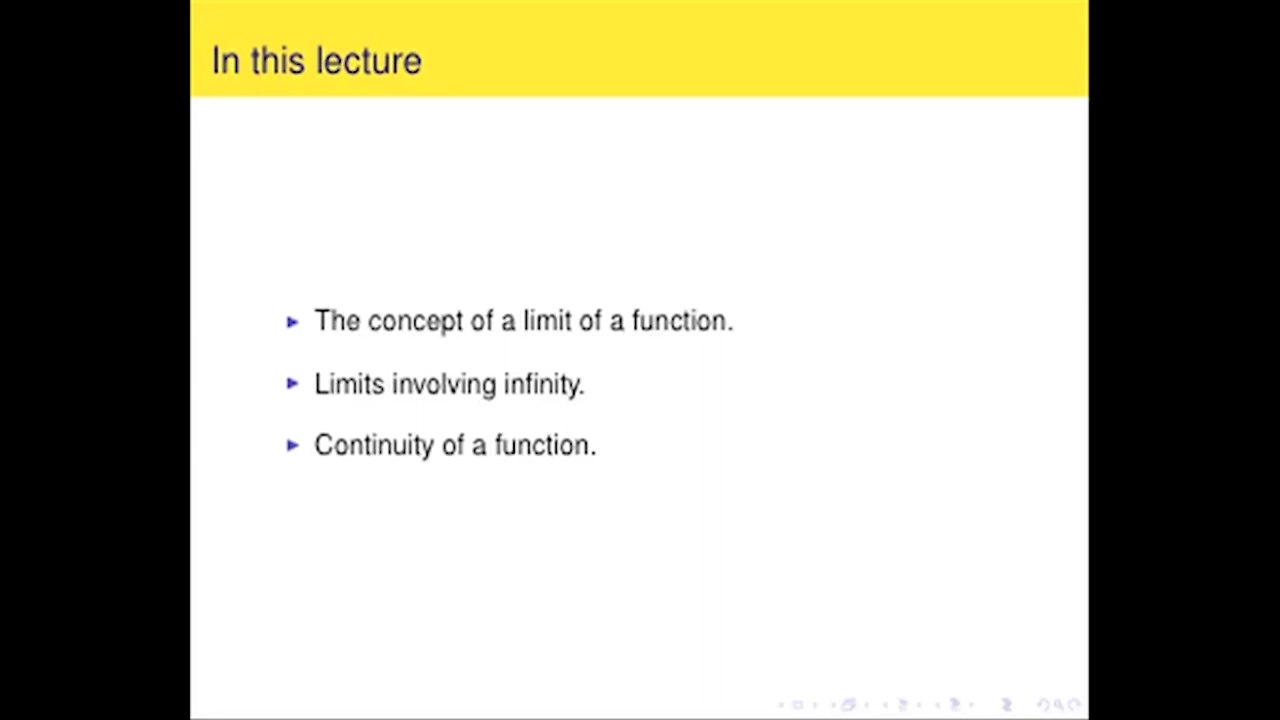 In this lecture
The concept of a limit of a function.
Limits involving infinity.
Continuity of a function.